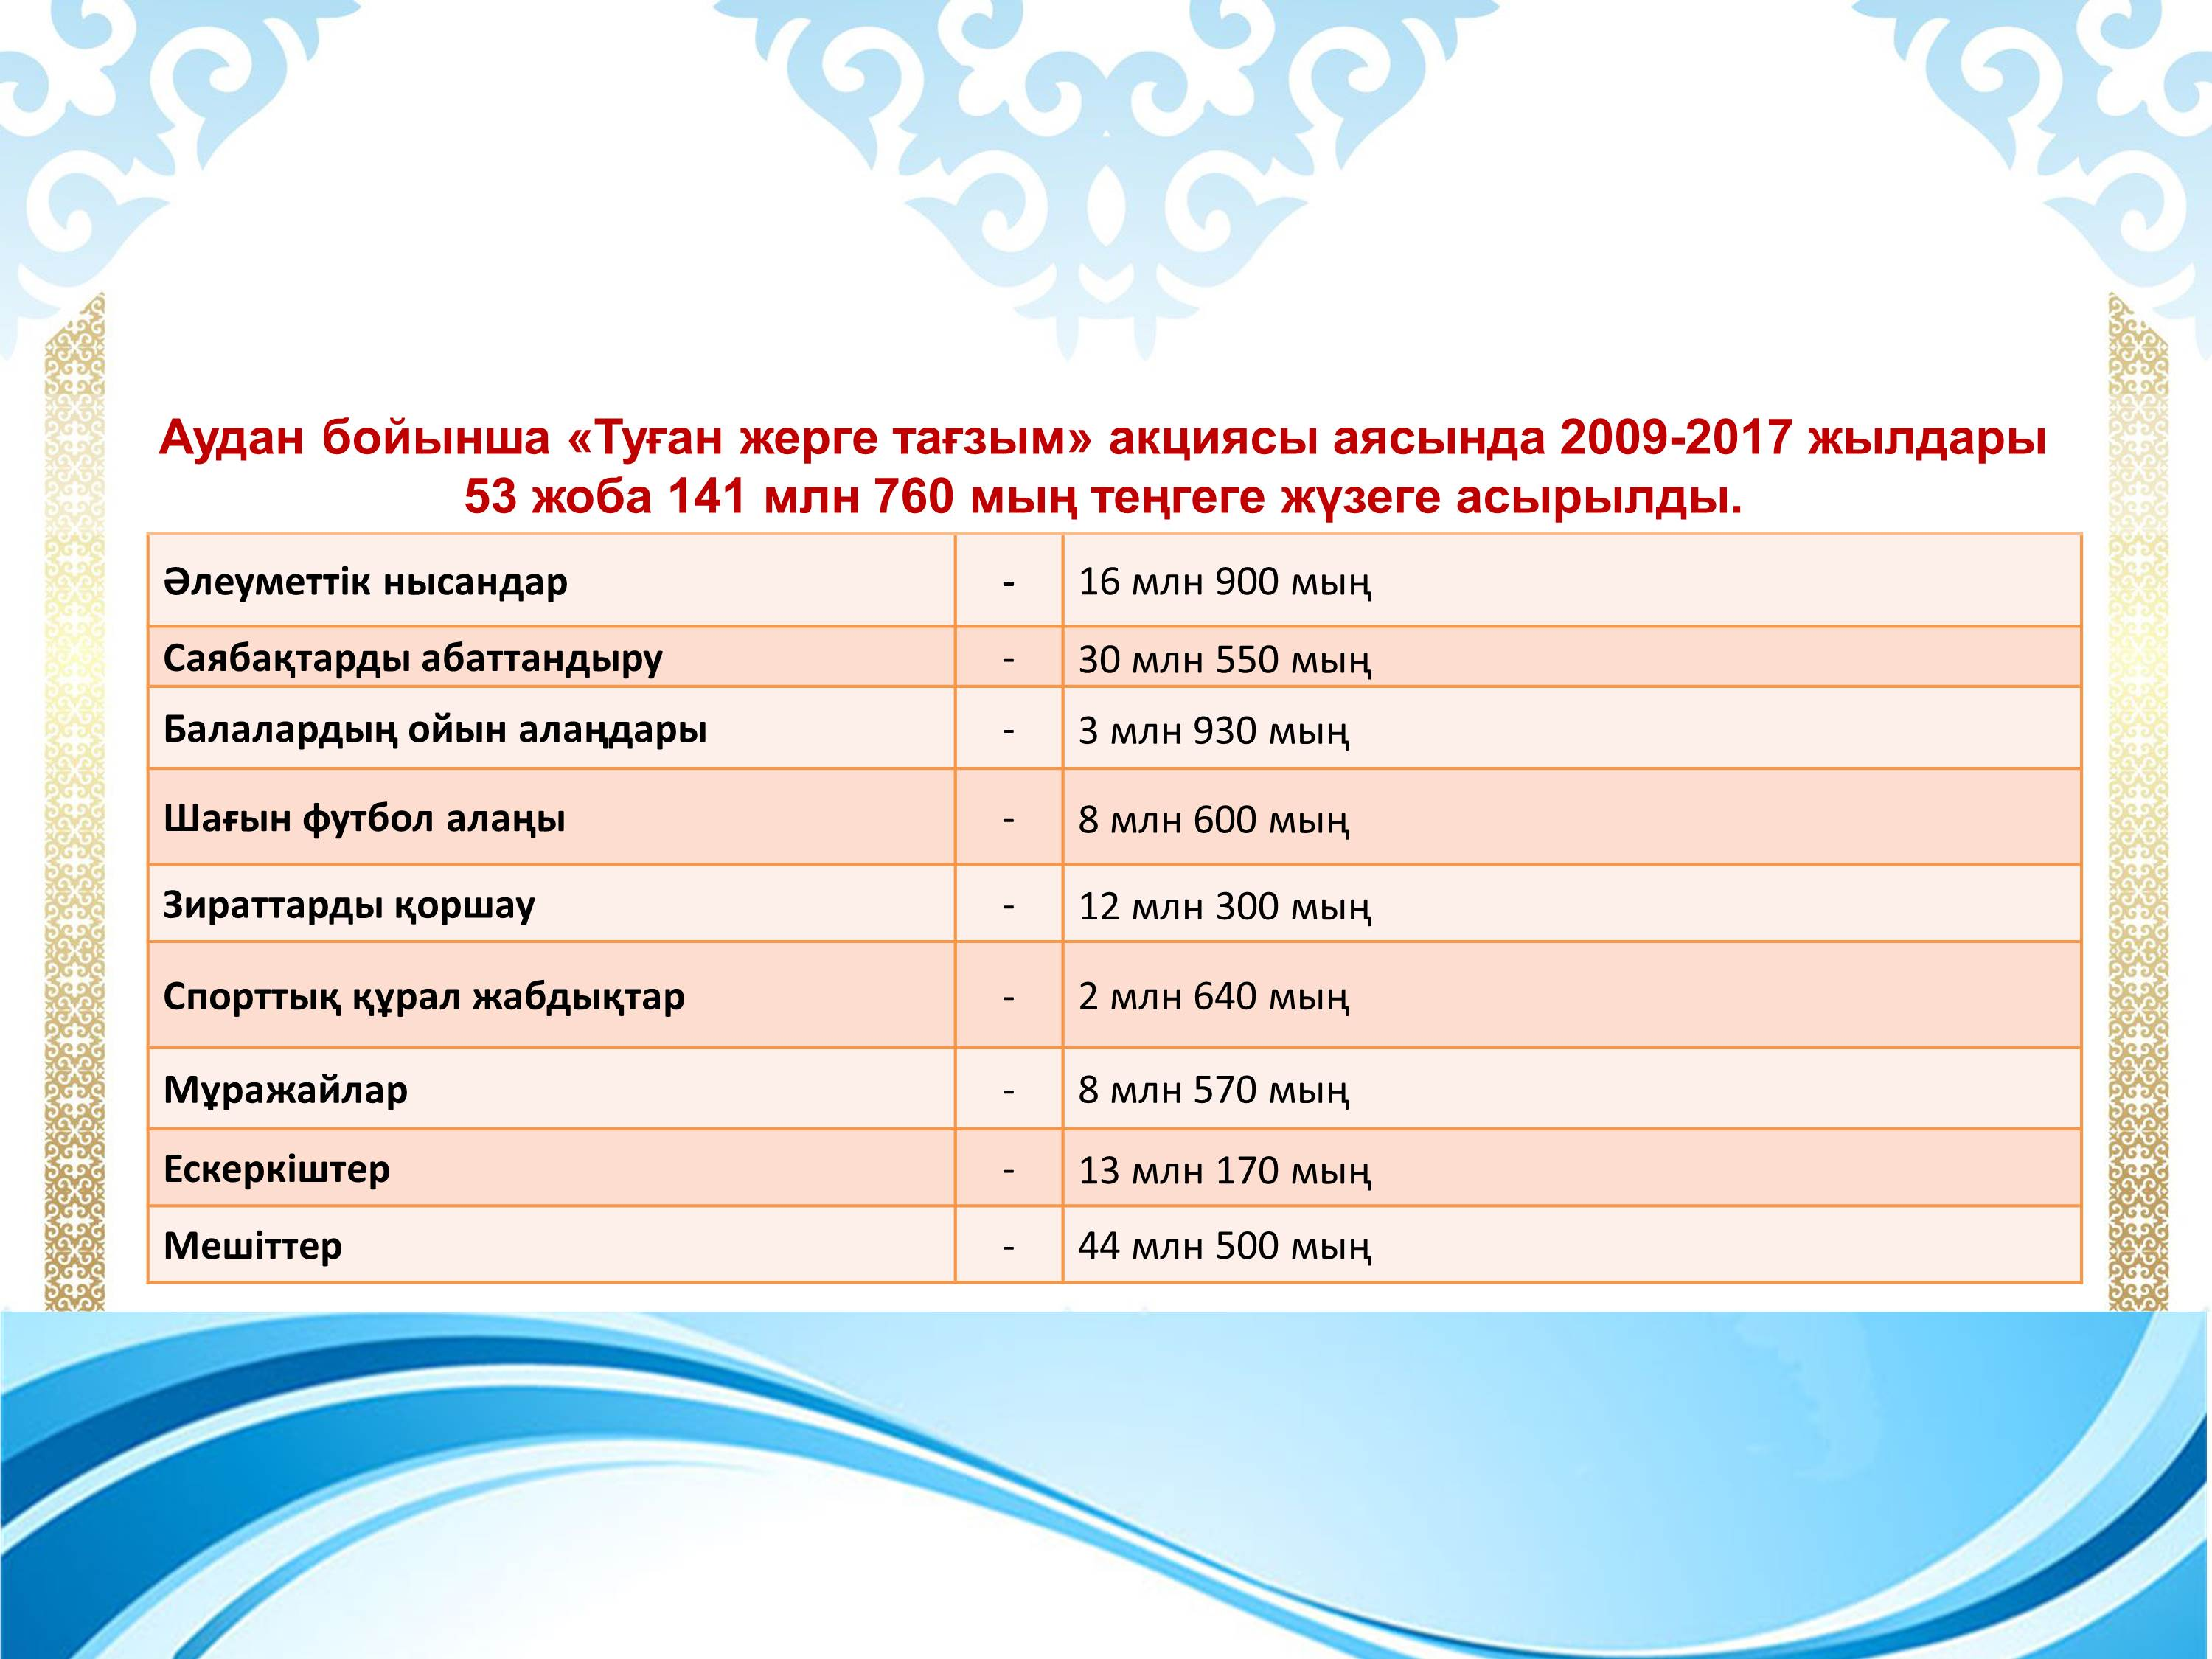 Аудан бойынша «Туған жерге тағзым» акциясы аясында 2009-2017 жылдары
53 жоба 141 млн 760 мың теңгеге жүзеге асырылды.
Әлеуметтік нысандар - 16 млн 900 мың
Саябақтарды абаттандыру - 30 млн 550 мың
Балалардың ойын алаңдары - 3 млн 930 мың
Шағын футбол алаңы - 8 млн 600 мың
Зираттарды қоршау - 12 млн 300 мың
Спорттық құрал жабдықтар - 2 млн 640 мың
Мұражайлар - 8 млн 570 мың
Ескеркіштер - 13 млн 170 мың
Мешіттер - 44 млн 500 мың